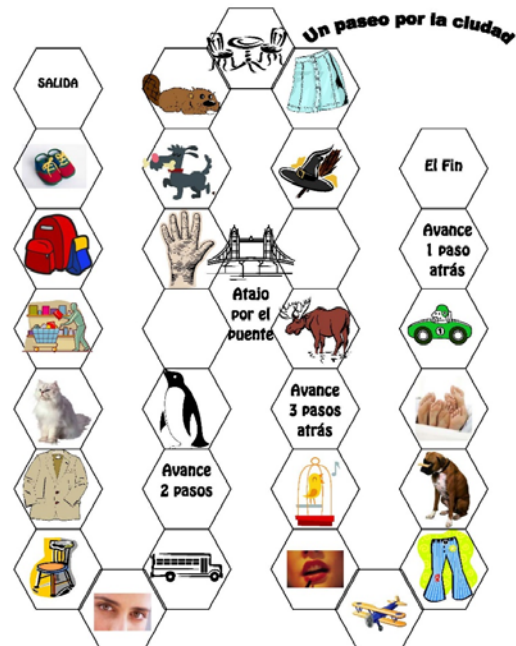 Un paseo por la ciudad
SALIDA
El Fin
Avance
1 paso
atrás
Atajo
por el
puente
Avance
3 pasos
atrás
Avance
2 pasos
1